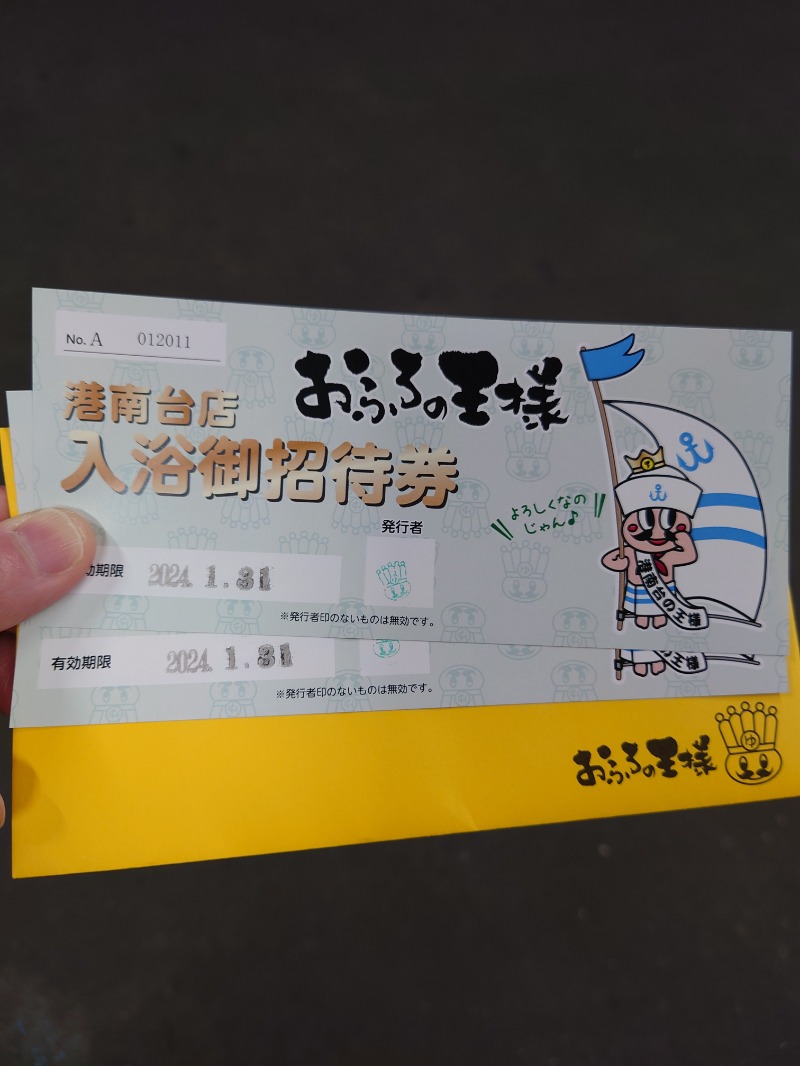 No. A 012011
おふろの王様
港南台店
入浴御招待券
よろしくなの
じゃん♪
発行者
効期限 2024. 1. 31
※発行者印のないものは無効です。
港南台の王様
有効期限 2024. 1. 31
※発行者印のないものは無効です。
の王様
おふろの王様
ゆ